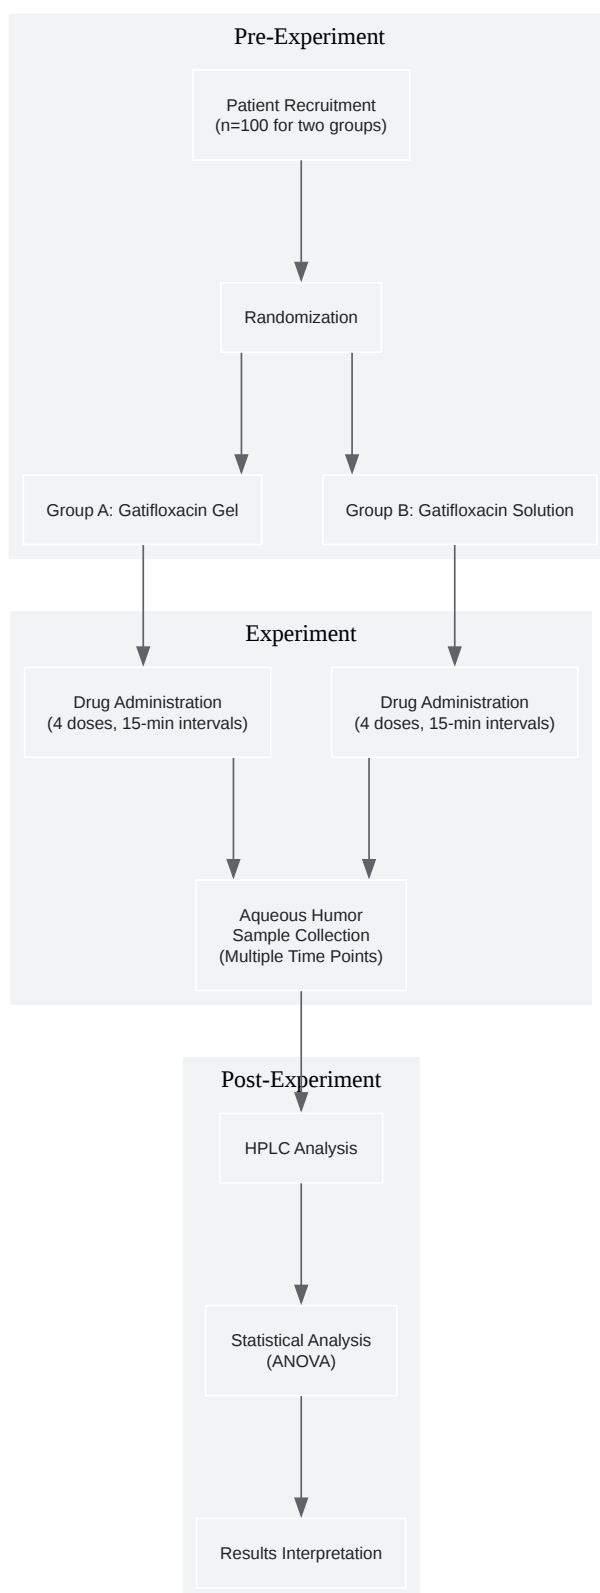 Pre-Experiment
Patient Recruitment
(n=100 for two groups)
Randomization
Group A: Gatifloxacin Gel
Group B: Gatifloxacin Solution
Experiment
Drug Administration
(4 doses, 15-min intervals)
Drug Administration
(4 doses, 15-min intervals)
Aqueous Humor
Sample Collection
(Multiple Time Points)
Post-Experiment
HPLC Analysis
Statistical Analysis
(ANOVA)
Results Interpretation